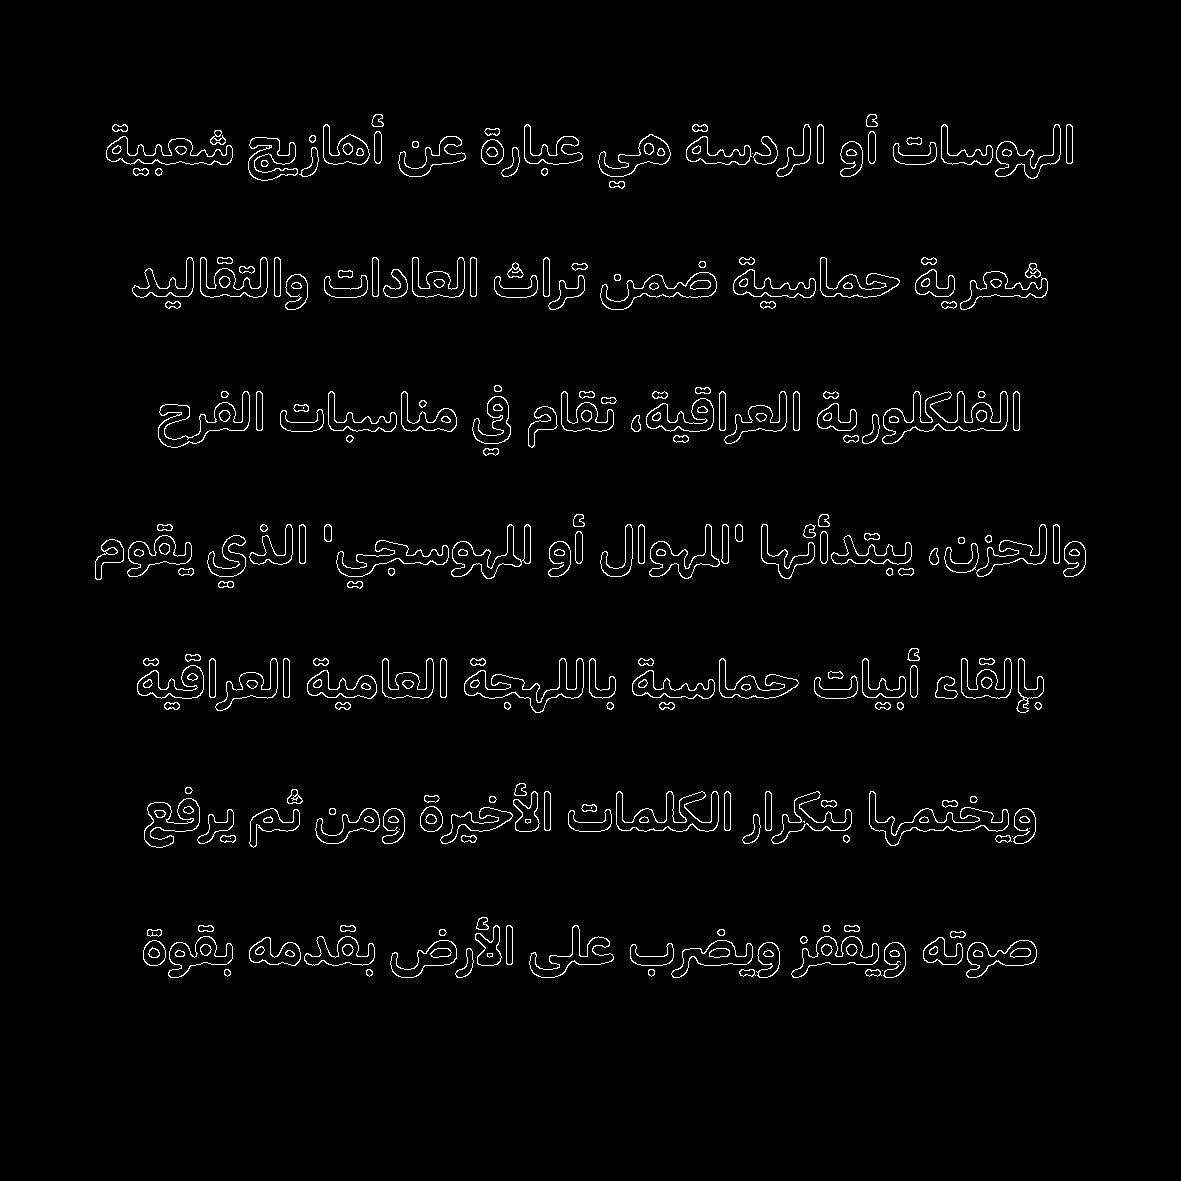 الهوسات أو الردسة هي عبارة عن أهازيج شعبية
شعرية حماسية ضمن تراث العادات والتقاليد
الفلكلورية العراقية، تقام في مناسبات الفرح
والحزن، يبتدأئها 'المهوال أو المهوسجي' الذي يقوم
بإلقاء أبيات حماسية باللهجة العامية العراقية
ويختمها بتكرار الكلمات الأخيرة ومن ثم يرفع
صوته ويقفز ويضرب على الأرض بقدمه بقوة